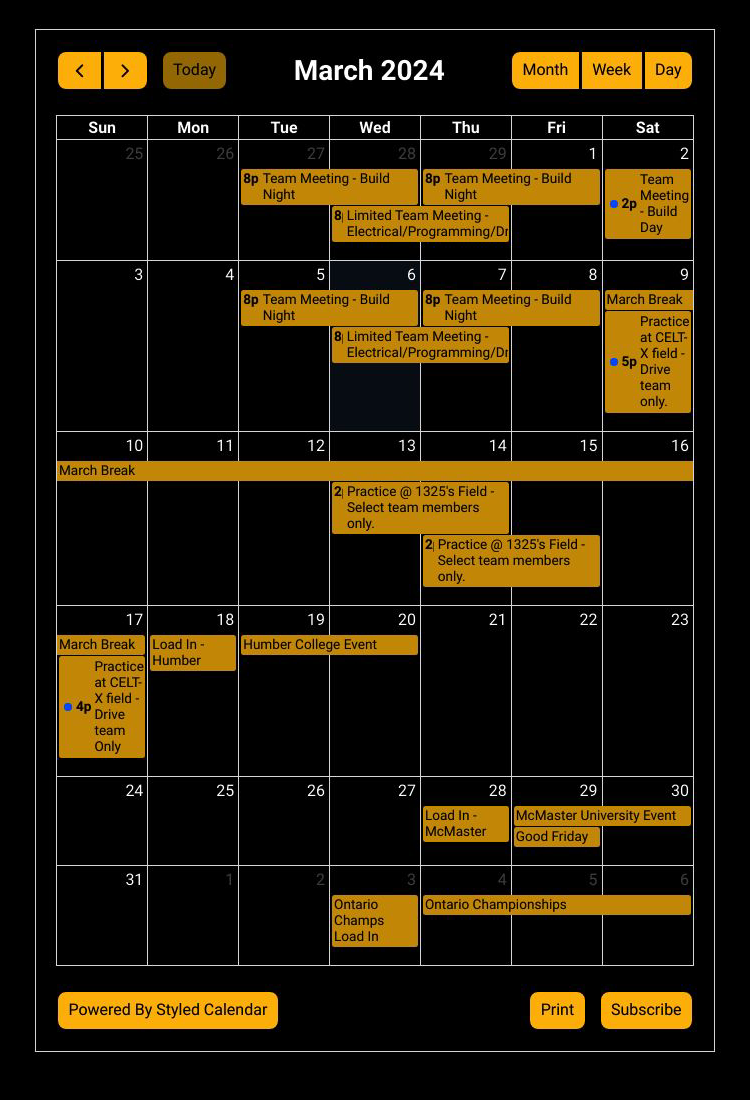 Today
March 2024
Month Week Day
Sun Mon Tue Wed Thu Fri Sat
25 26 27 28 29 1 2
8p Team Meeting - Build
Night
8p Team Meeting - Build
Night
2p Team
Meeting
- Build
Day
8 Limited Team Meeting -
Electrical/Programming/Dr
3 4 5 6 7 8 9
8p Team Meeting - Build
Night
8p Team Meeting - Build
Night
March Break
8 Limited Team Meeting -
Electrical/Programming/Dr
5p Practice
at CELT-
X field -
Drive
team
only.
10 11 12 13 14 15 16
March Break
2 Practice @ 1325's Field -
Select team members
only.
2 Practice @ 1325's Field -
Select team members
only.
17 18 19 20 21 22 23
March Break
Load In -
Humber
Humber College Event
4p Practice
at CELT-
X field -
Drive
team
Only
24 25 26 27 28 29 30
Load In -
McMaster
McMaster University Event
Good Friday
31 1 2 3 4 5 6
Ontario
Champs
Load In
Ontario Championships
Powered By Styled Calendar
Print Subscribe